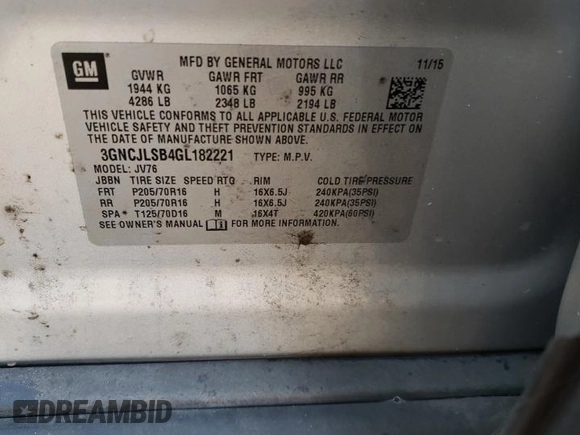 GM
MFD BY GENERAL MOTORS LLC 11/15
GVWR GAWR FRT GAWR RR
1944 KG 1065 KG 995 KG
4286 LB 2348 LB 2194 LB
THIS VEHICLE CONFORMS TO ALL APPLICABLE U.S. FEDERAL MOTOR
VEHICLE SAFETY AND THEFT PREVENTION STANDARDS IN EFFECT ON
THE DATE OF MANUFACTURE SHOWN ABOVE.
3GNCJLSB4GL182221 TYPE: M.P.V.
MODEL: JV76
JBBN TIRE SIZE SPEED RTG RIM COLD TIRE PRESSURE
FRT P205/70R16 H 16X6.5J 240KPA(35PSI)
RR P205/70R16 H 16X6.5J 240KPA(35PSI)
SPA* T125/70D16 M 16X4T 420KPA(60PSI)
SEE OWNER'S MANUAL FOR ADDITIONAL INFORMATION.
DREAMBID